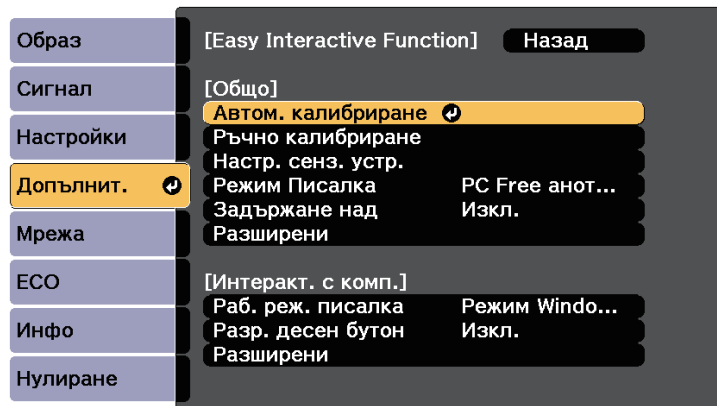 Образ
Сигнал
Настройки
Допълнит.
Мрежа
ECO
Инфо
Нулиране
[Easy Interactive Function] Назад
[Общо]
Автом. калибриране
Ръчно калибриране
Настр. сенз. устр.
Режим Писалка PC Free анот...
Задържане над Изкл.
Разширени
[Интеракт. с комп.]
Раб. реж. писалка Режим Windo...
Разр. десен бутон Изкл.
Разширени